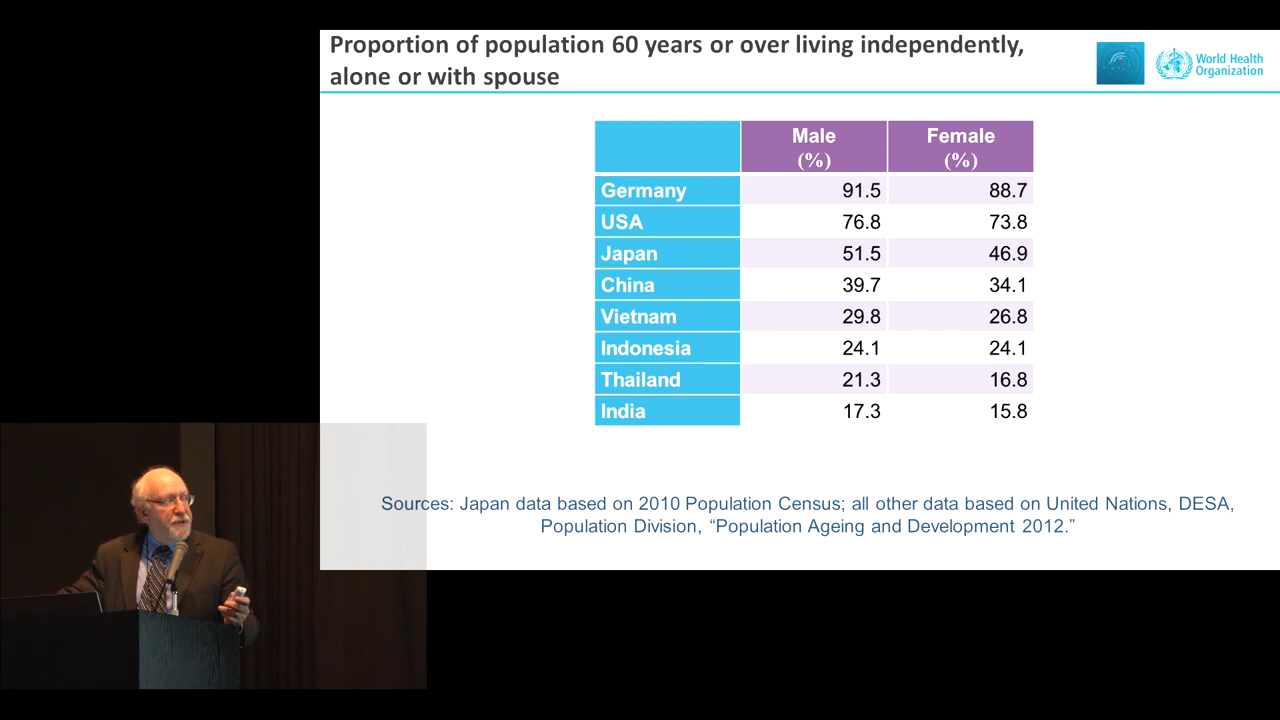 Proportion of population 60 years or over living independently,
alone or with spouse
World Health
Organization
Male Female
(%) (%)
Germany 91.5 88.7
USA 76.8 73.8
Japan 51.5 46.9
China 39.7 34.1
Vietnam 29.8 26.8
Indonesia 24.1 24.1
Thailand 21.3 16.8
India 17.3 15.8
Sources: Japan data based on 2010 Population Census; all other data based on United Nations, DESA,
Population Division, “Population Ageing and Development 2012.”